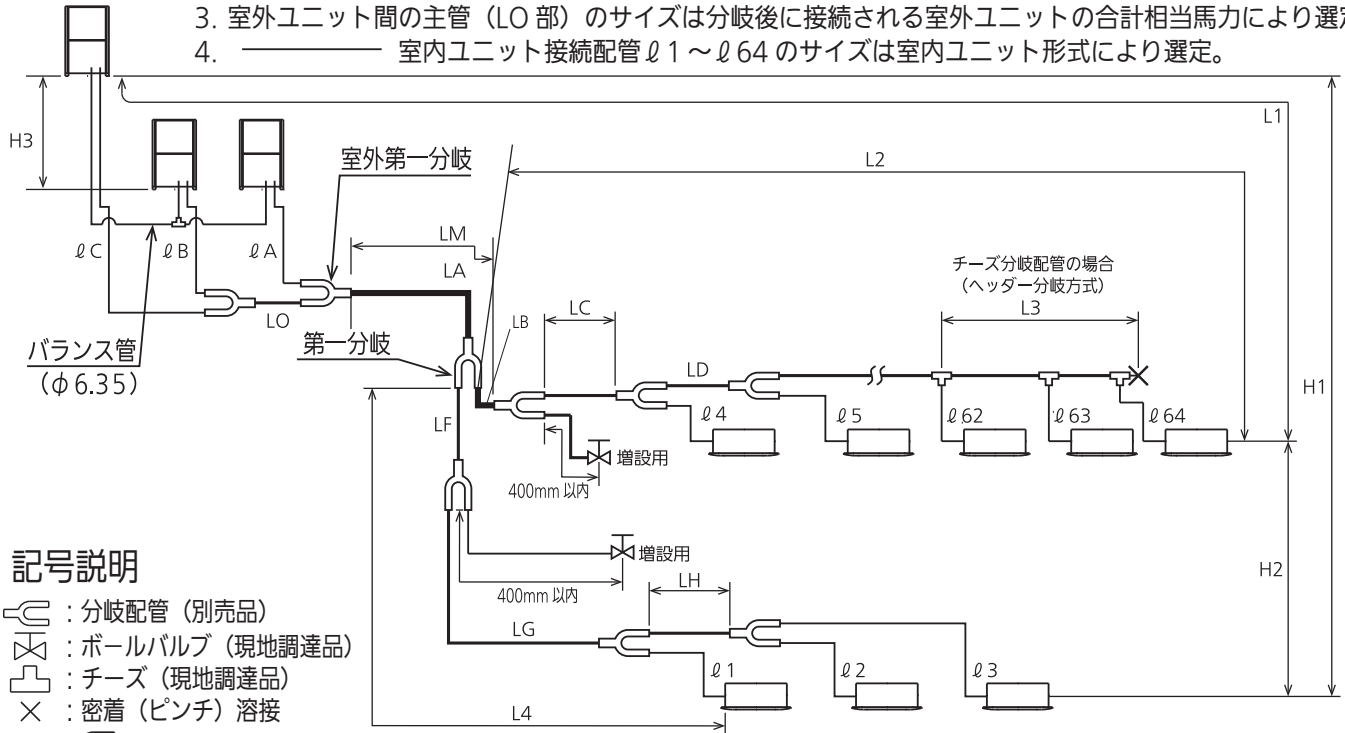 3. 室外ユニット間の主管（LO 部）のサイズは分岐後に接続される室外ユニットの合計相当馬力により選
4. ───── 室内ユニット接続配管ℓ1～ℓ64 のサイズは室内ユニット形式により選定。
H3
L1
L2
室外第一分岐
LM
LA
ℓC
ℓB
ℓA
チーズ分岐配管の場合
（ヘッダー分岐方式）
LC
L3
LB
LO
バランス管
（φ6.35）
第一分岐
LD
H1
LF
ℓ4
ℓ5
ℓ62
ℓ63
ℓ64
増設用
400mm 以内
記号説明
増設用
H2
400mm 以内
LH
：分岐配管（別売品）
：ボールバルブ（現地調達品）
LG
：チーズ（現地調達品）
ℓ1
ℓ2
ℓ3
：密着（ピンチ）溶接
L4